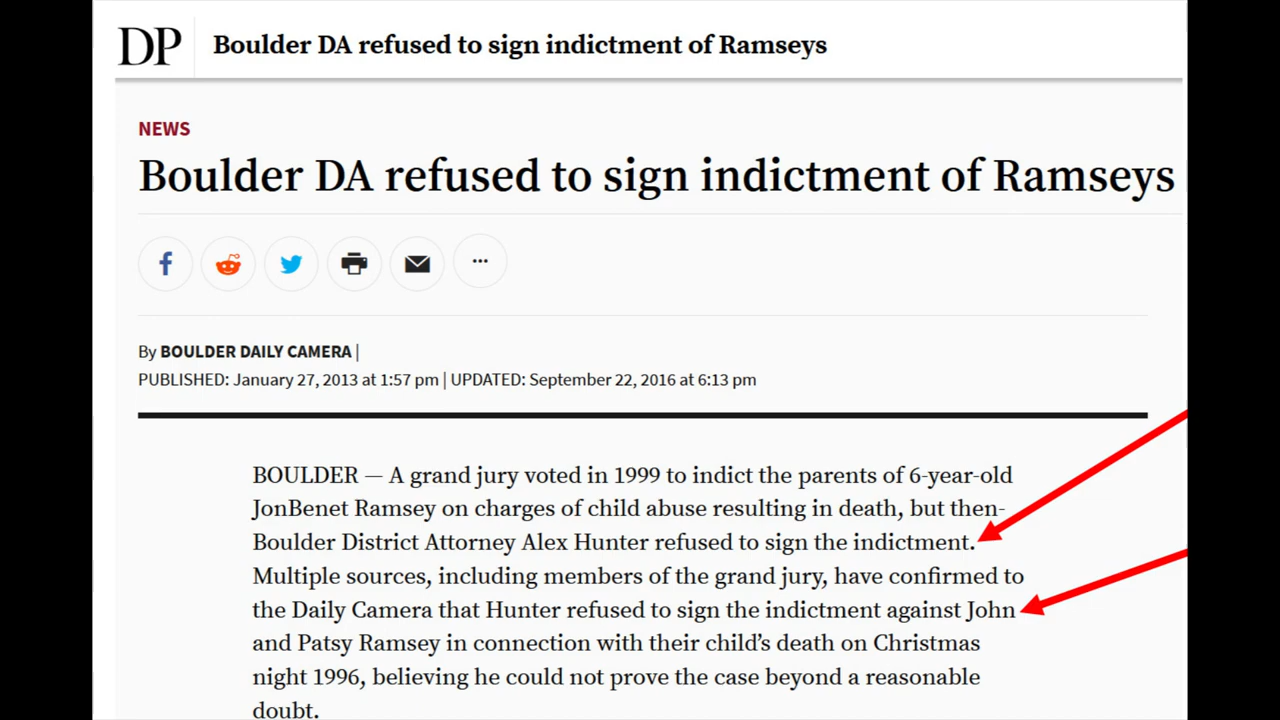 DP
Boulder DA refused to sign indictment of Ramseys
NEWS
Boulder DA refused to sign indictment of Ramseys
By BOULDER DAILY CAMERA |
PUBLISHED: January 27, 2013 at 1:57 pm | UPDATED: September 22, 2016 at 6:13 pm
BOULDER — A grand jury voted in 1999 to indict the parents of 6-year-old
JonBenet Ramsey on charges of child abuse resulting in death, but then-
Boulder District Attorney Alex Hunter refused to sign the indictment.
Multiple sources, including members of the grand jury, have confirmed to
the Daily Camera that Hunter refused to sign the indictment against John
and Patsy Ramsey in connection with their child’s death on Christmas
night 1996, believing he could not prove the case beyond a reasonable
doubt.